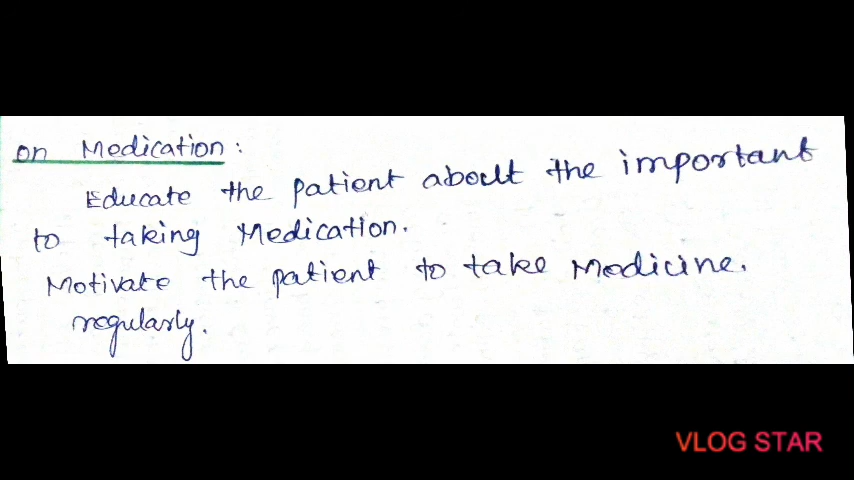 on Medication:
Educate the patient about the important
to taking Medication.
Motivate the patient to take Medicine.
regularly.
VLOG STAR